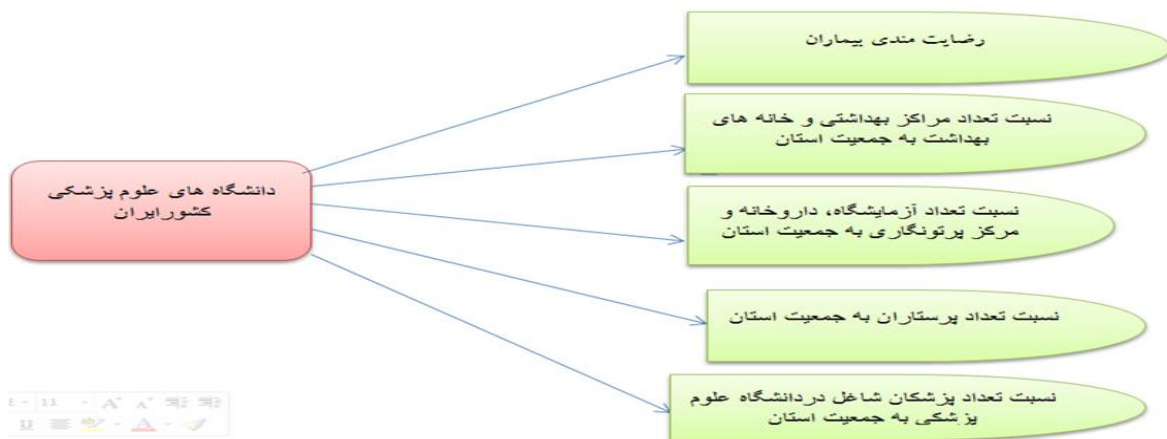 رضایت مندی بیماران
نسبت تعداد مراکز بهداشتی و خانه های
بهداشت به جمعیت استان
دانشگاه های علوم پزشکی
کشورایران
نسبت تعداد آزمایشگاه، داروخانه و
مرکز پرتونگاری به جمعیت استان
نسبت تعداد پرستاران به جمعیت استان
نسبت تعداد پزشکان شاغل دردانشگاه علوم
پزشکی به جمعیت استان
11 A A
U A